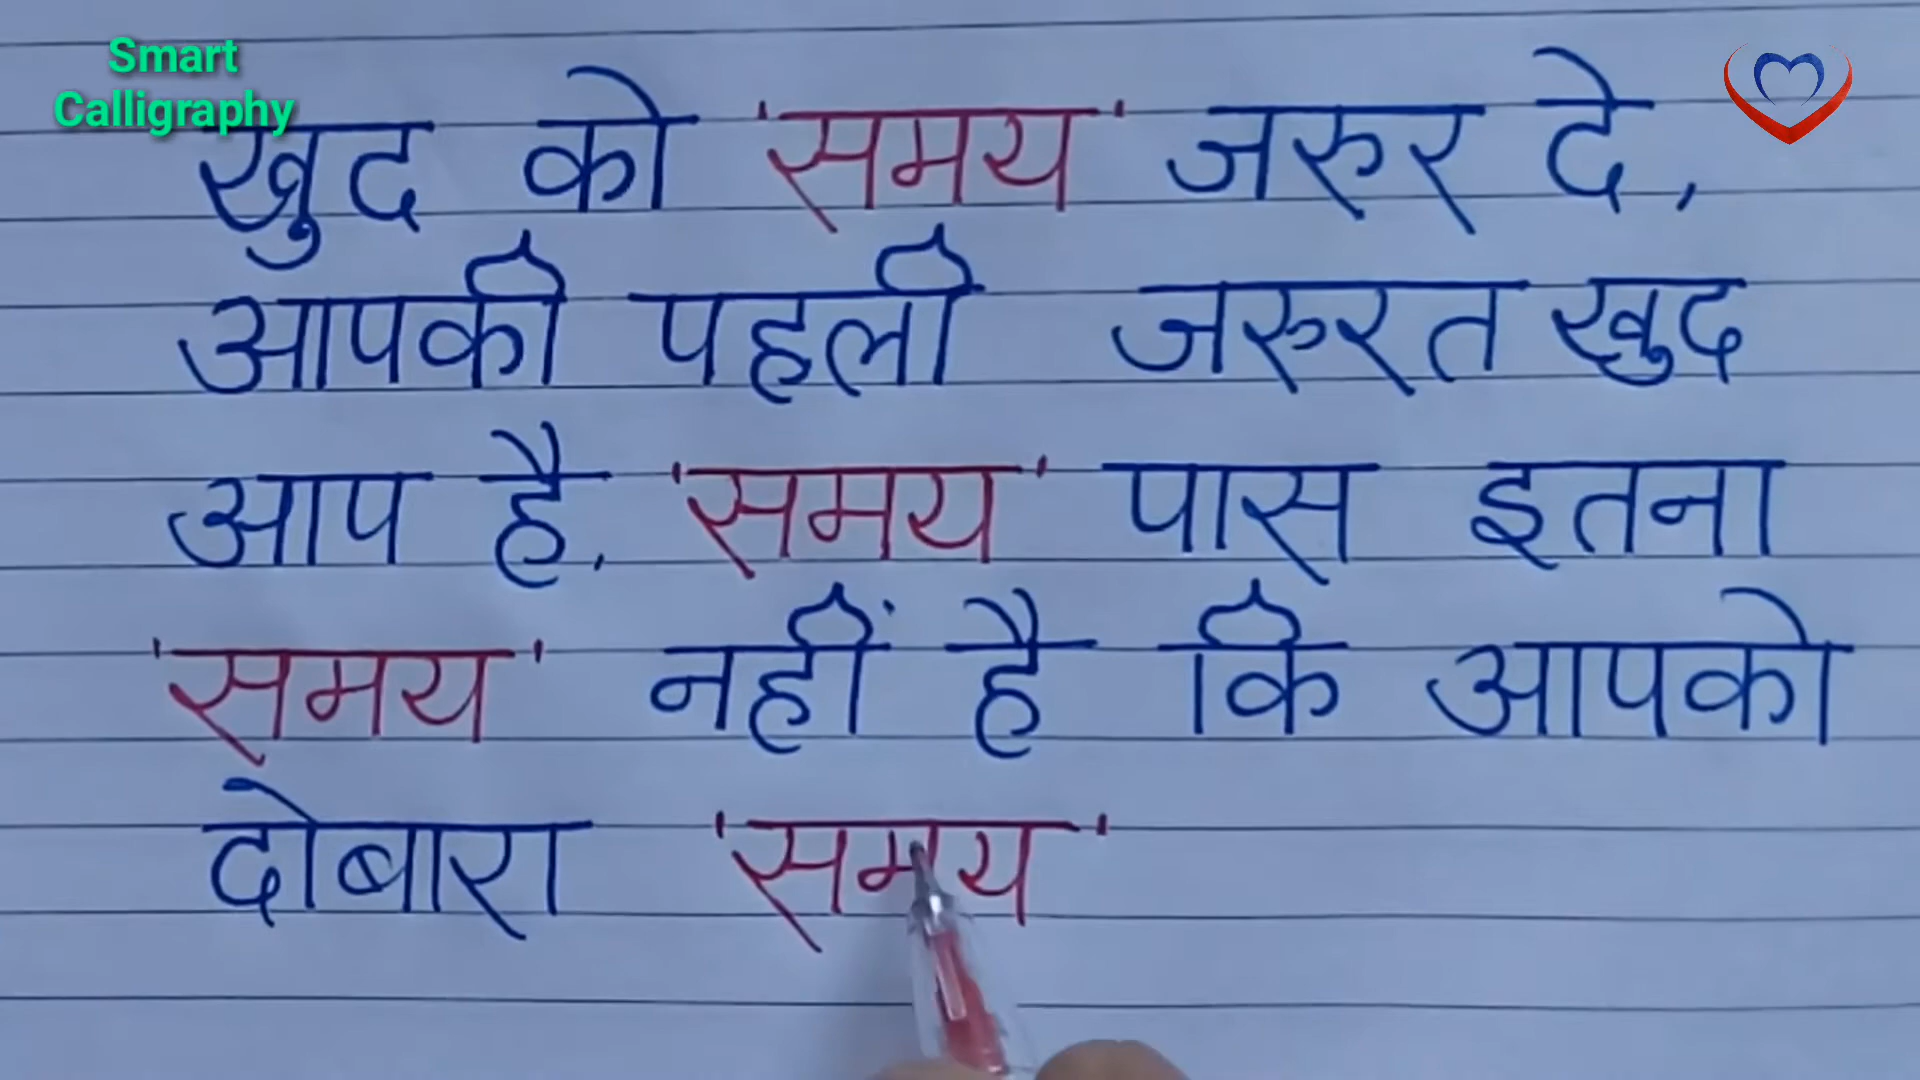 Smart
Calligraphy
खुद को 'समय' जरुर दे,
आपकी पहली जरुरत खुद
आप है, 'समय' पास इतना
'समय' नहीं है कि आपको
दोबारा 'समय'